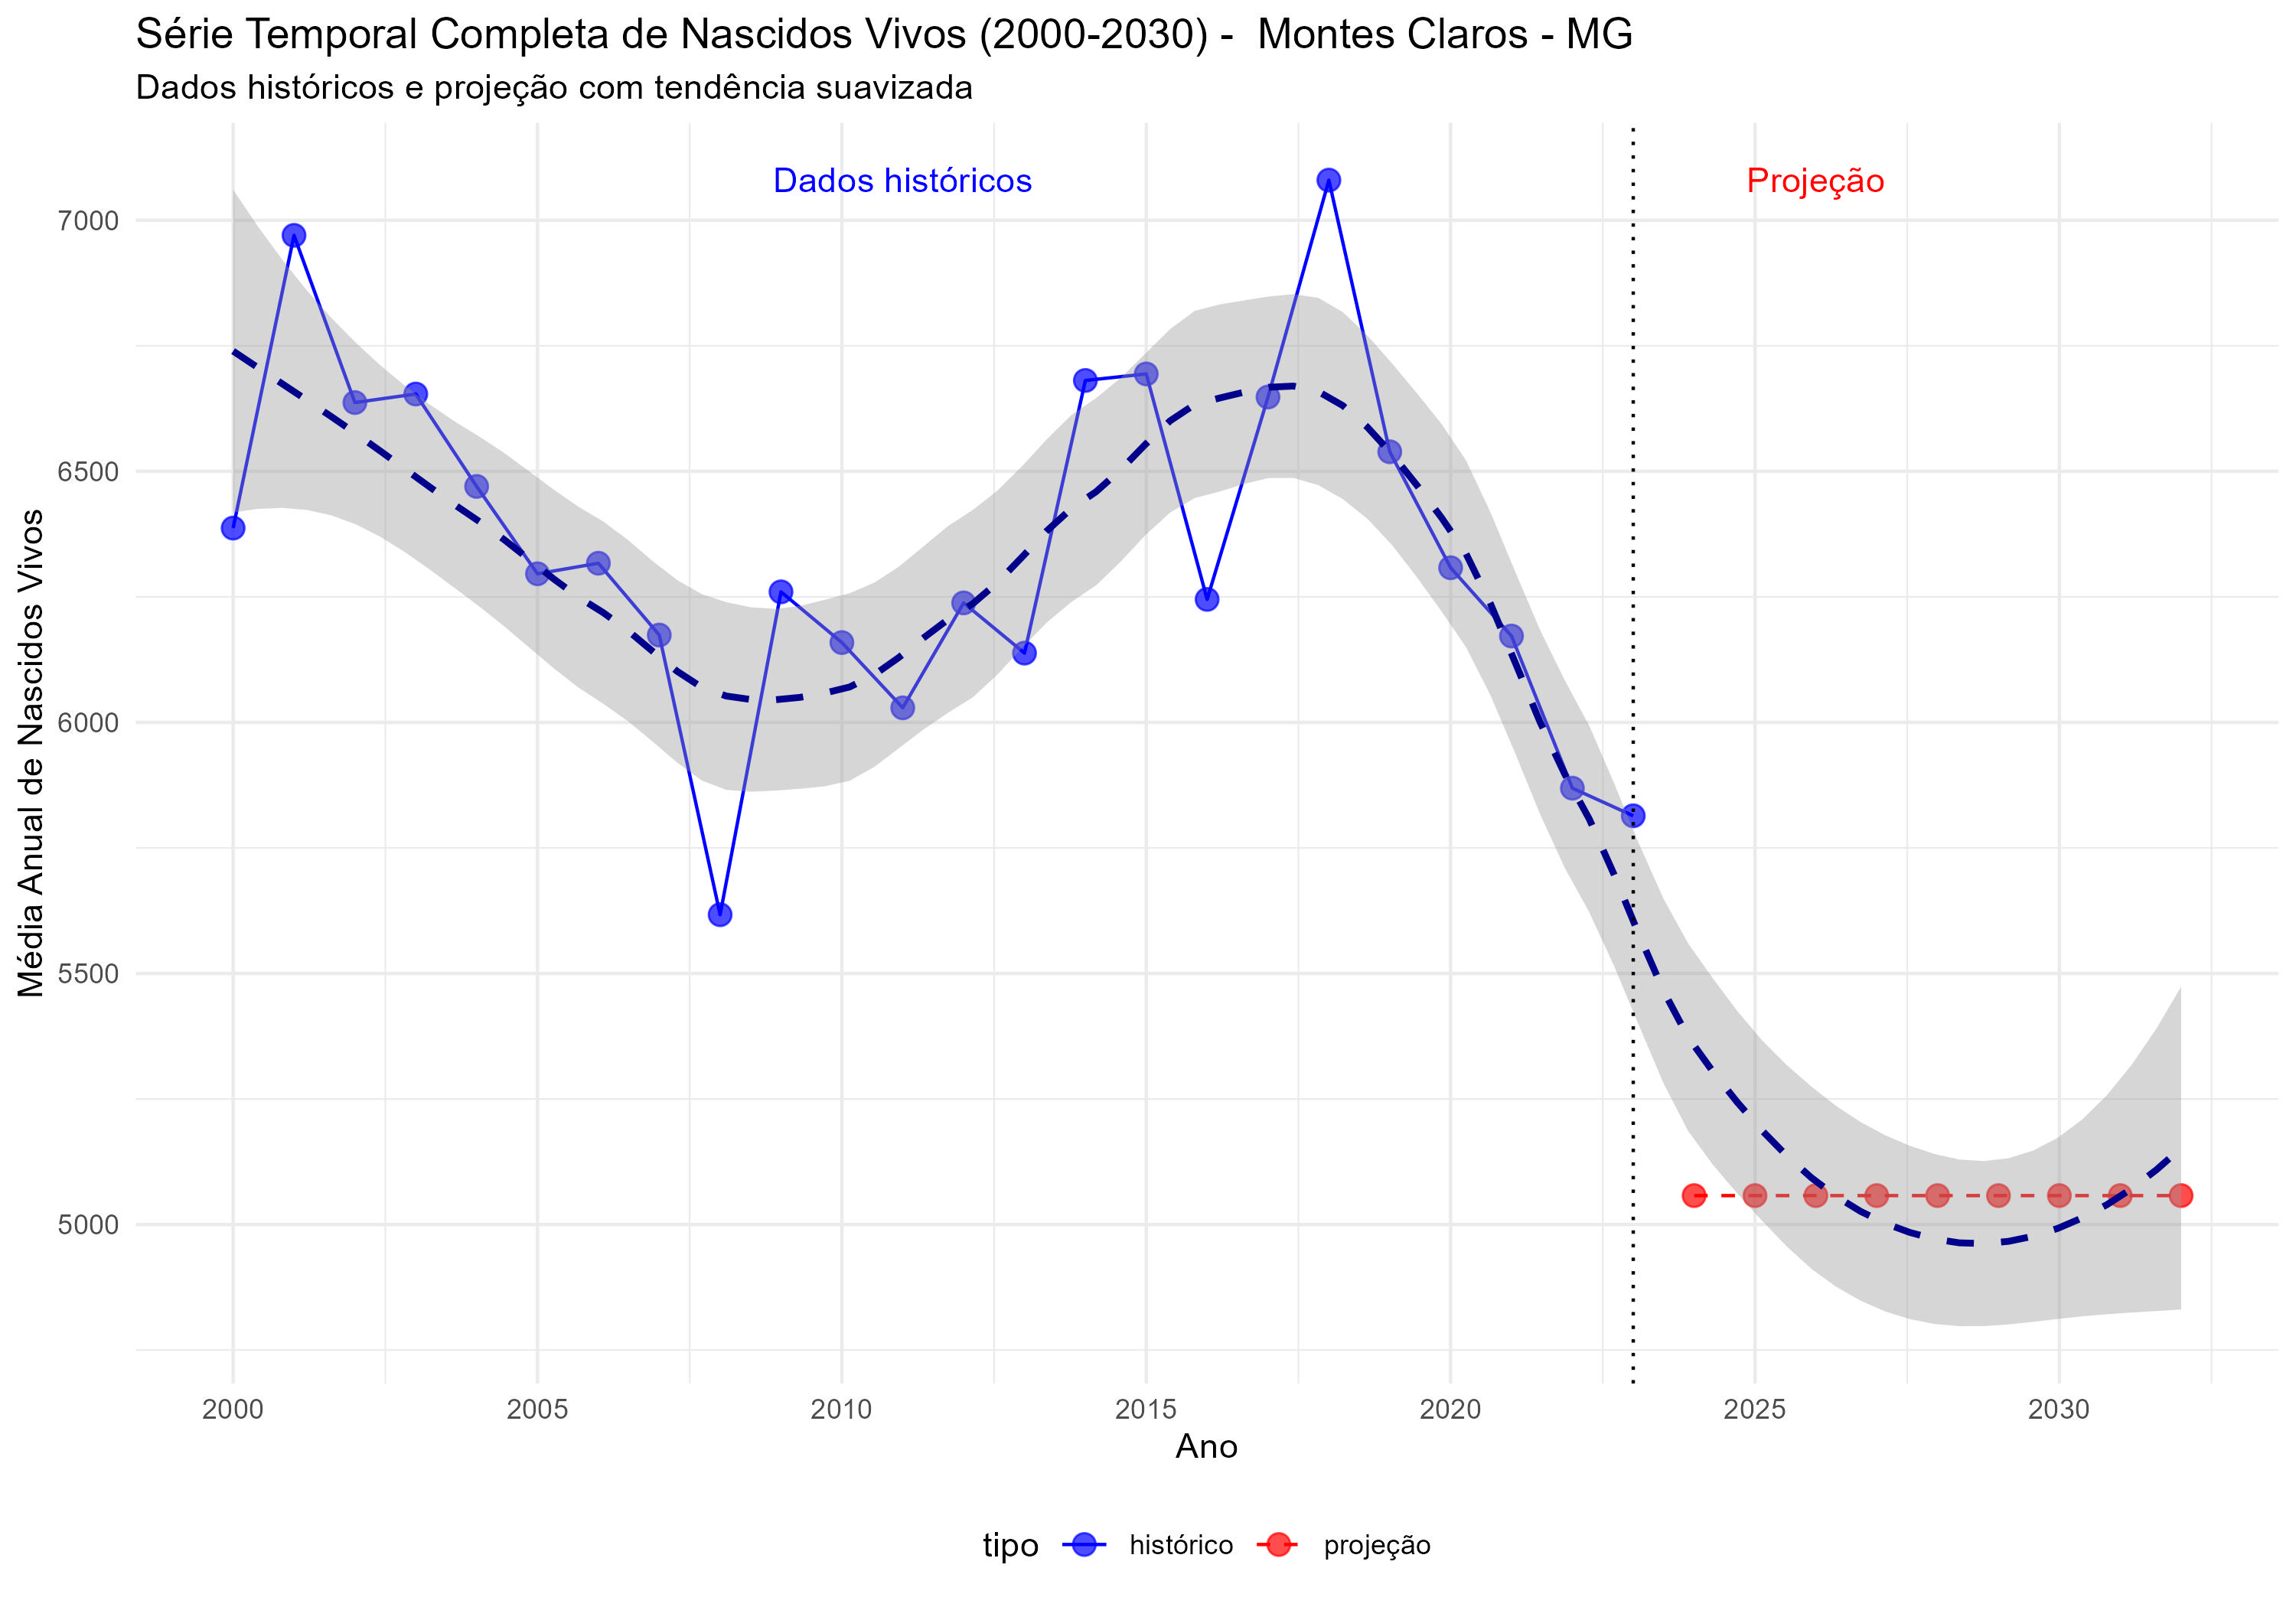 Série Temporal Completa de Nascidos Vivos (2000-2030) -  Montes Claros - MG
Dados históricos e projeção com tendência suavizada
Dados históricos
Projeção
Média Anual de Nascidos Vivos
7000
6500
6000
5500
5000
2000 2005 2010 2015 2020 2025 2030
Ano
tipo histórico projeção